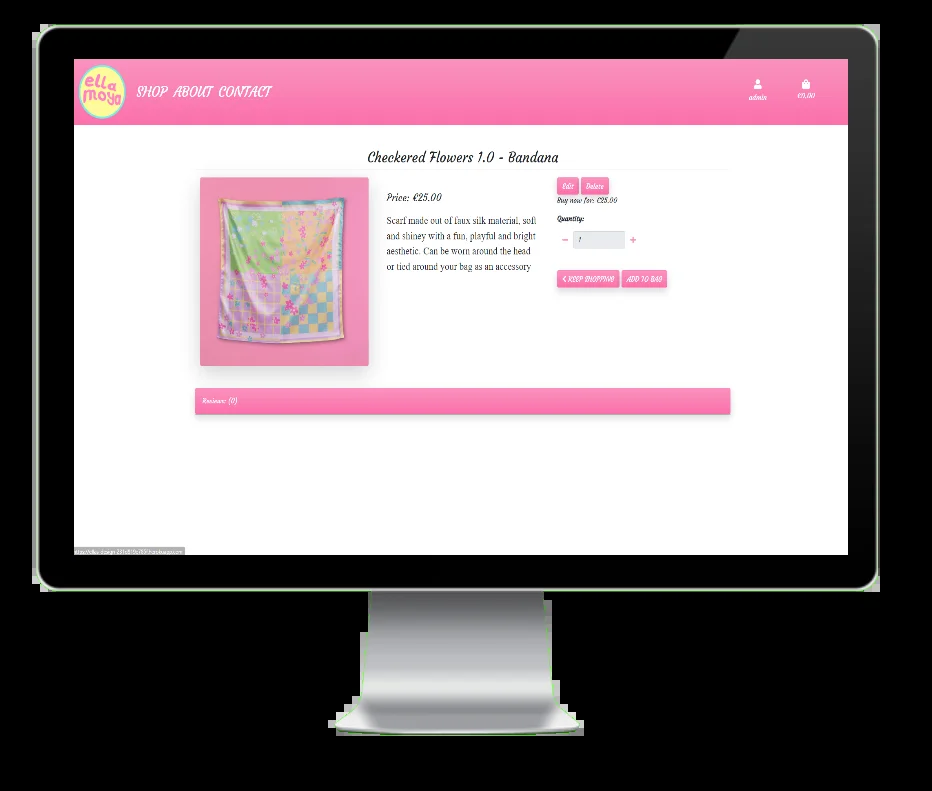 ella
moya
SHOP ABOUT CONTACT
admin
€0.00
Checkered Flowers 1.0 - Bandana
Price: €25.00
Scarf made out of faux silk material, soft
and shiney with a fun, playful and bright
aesthetic. Can be worn around the head
or tied around your bag as an accessory
Edit Delete
Buy now for: €25.00
Quantity:
1
KEEP SHOPPING ADD TO BAG
Reviews: (0)